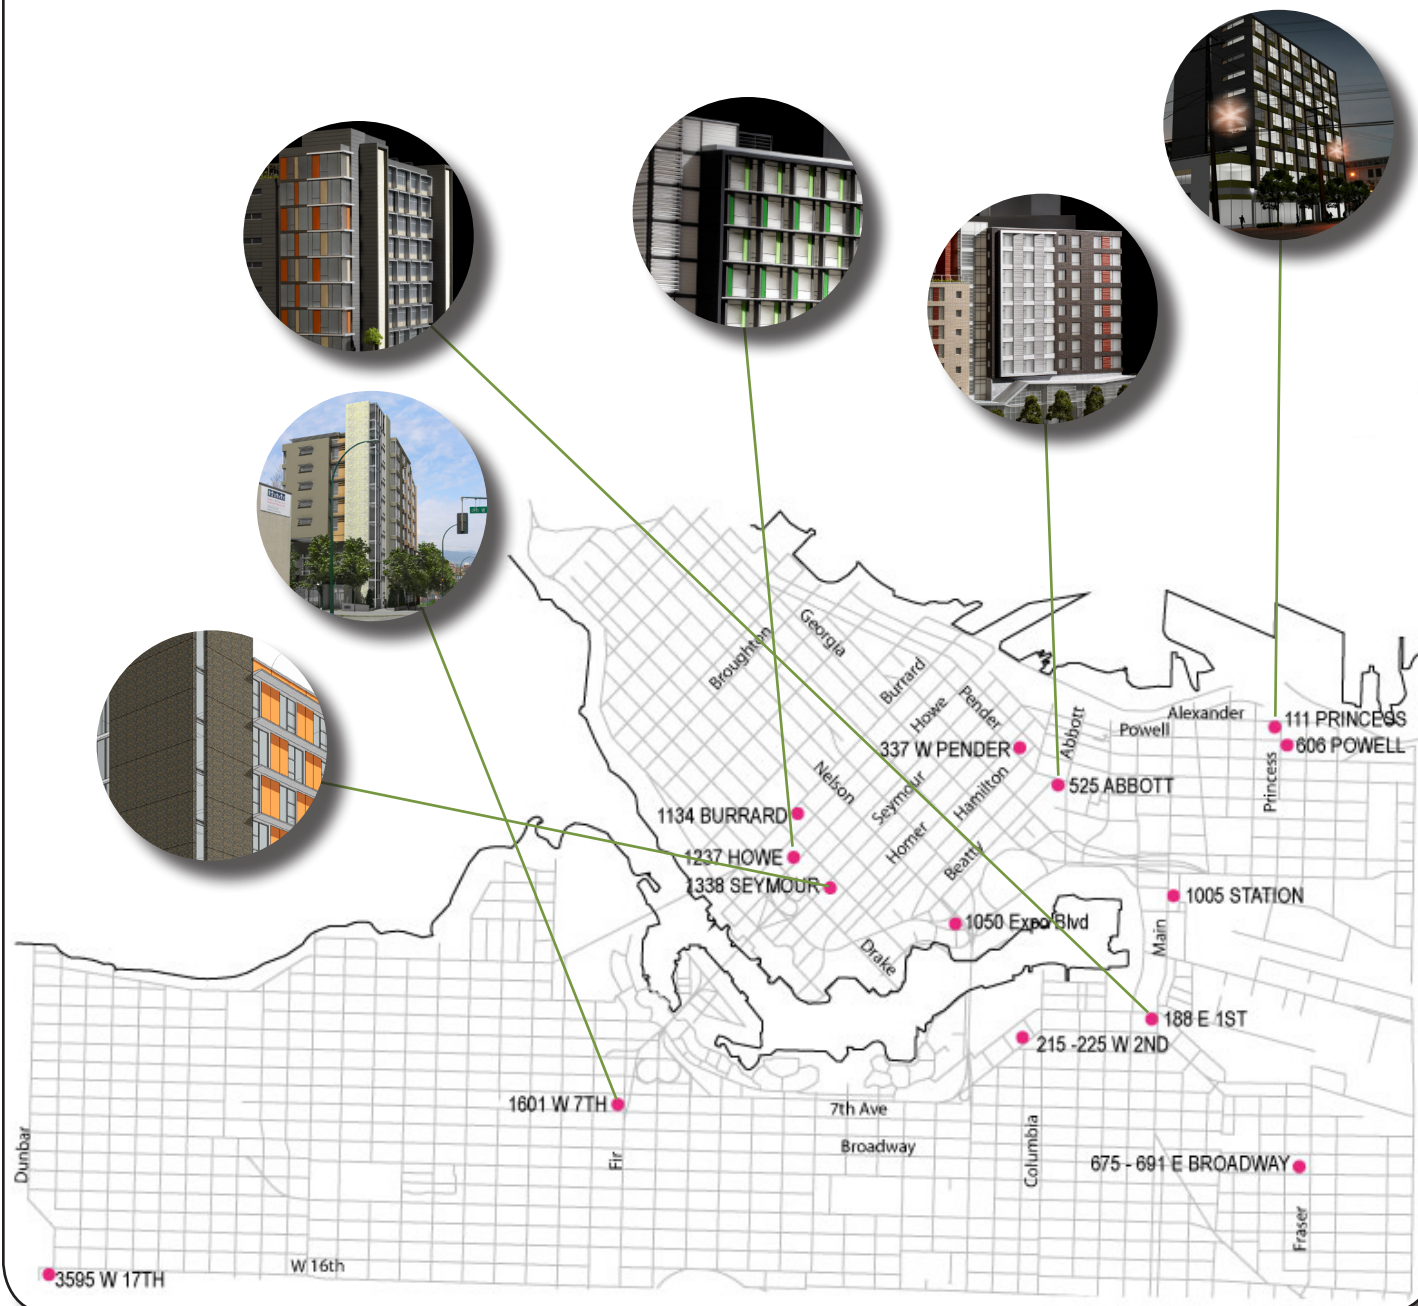 Georgia
Broughton
Burrard
Howe
Pender
Abbott
Alexander
Powell
111 PRINCESS
606 POWELL
Princess
337 W PENDER
525 ABBOTT
Nelson
Seymour
Hamilton
1134 BURRARD
Homer
Beatty
1237 HOWE
1338 SEYMOUR
1005 STATION
1050 Expo Blvd
Main
Drake
188 E 1ST
215 -225 W 2ND
1601 W 7TH
7th Ave
Broadway
Dunbar
Fir
Columbia
675 - 691 E BROADWAY
Fraser
W 16th
3595 W 17TH